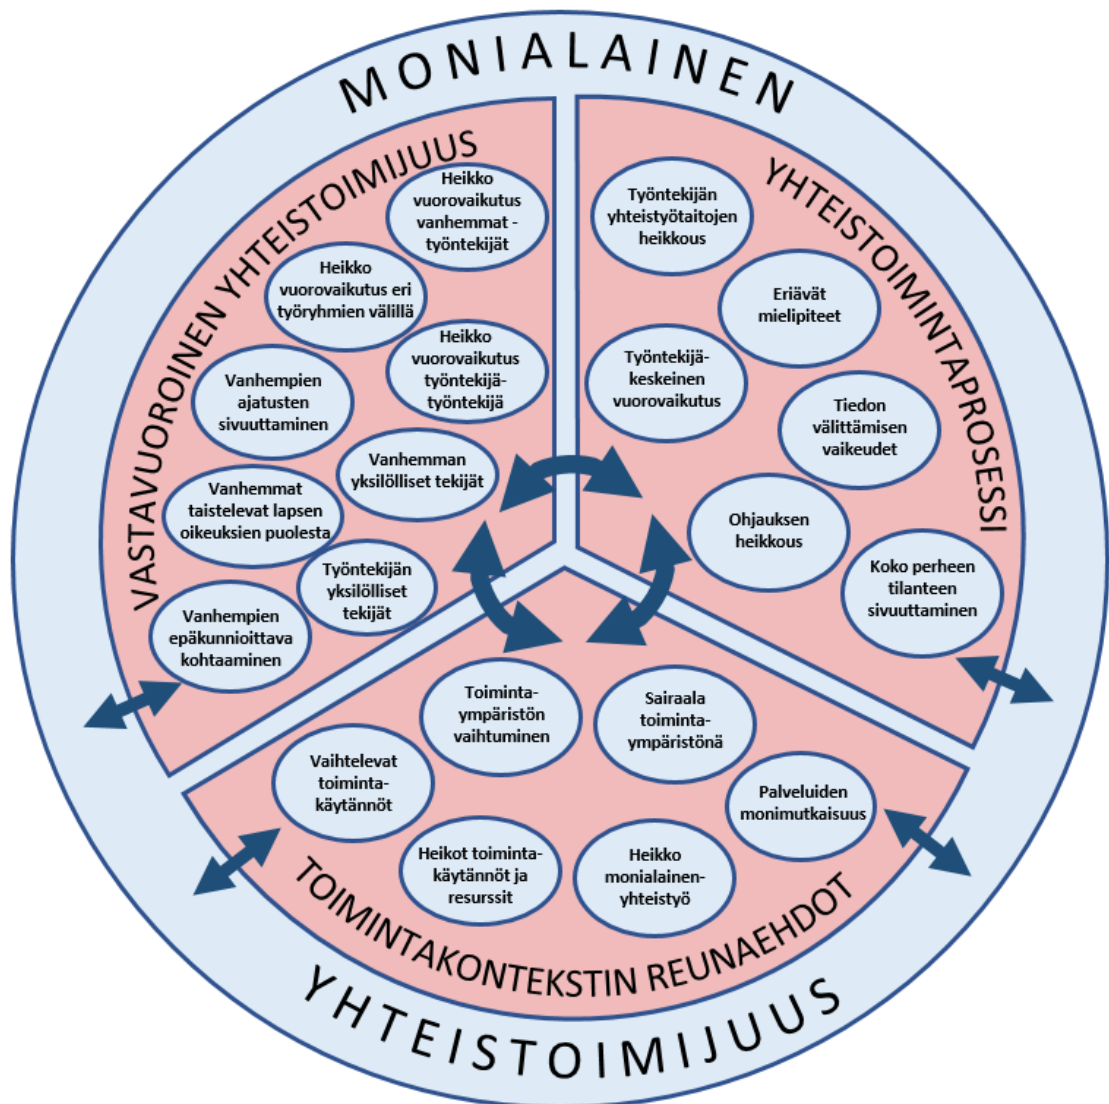 MONIALAINEN
VASTAVUOROINEN YHTEISTOIMIJUUS
Heikko
vuorovaikutus
vanhemmat -
työntekijät
Heikko
vuorovaikutus eri
työryhmien välillä
Heikko
vuorovaikutus
työntekijä-
työntekijä
Vanhempien
ajatusten
sivuuttaminen
Vanhemman
yksilölliset tekijät
Vanhemmat
taistelevat lapsen
oikeuksien puolesta
Työntekijän
yksilölliset
tekijät
Vanhempien
epäkunnioittava
kohtaaminen
YHTEISTOIMINTAPROSESSI
Työntekijän
yhteistyötaitojen
heikkous
Eriävät
mielipiteet
Työntekijä-
keskeinen
vuorovaikutus
Tiedon
välittämisen
vaikeudet
Ohjauksen
heikkous
Koko perheen
tilanteen
sivuuttaminen
Toiminta-
ympäristön
vaihtuminen
Sairaala
toiminta-
ympäristönä
Vaihtelevat
toiminta-
käytännöt
Palveluiden
monimutkaisuus
Heikot toiminta-
käytännöt ja
resurssit
Heikko
monialainen-
yhteistyö
TOIMINTAKONTEKSTIN REUNAEHDOT
YHTEISTOIMIJUUS